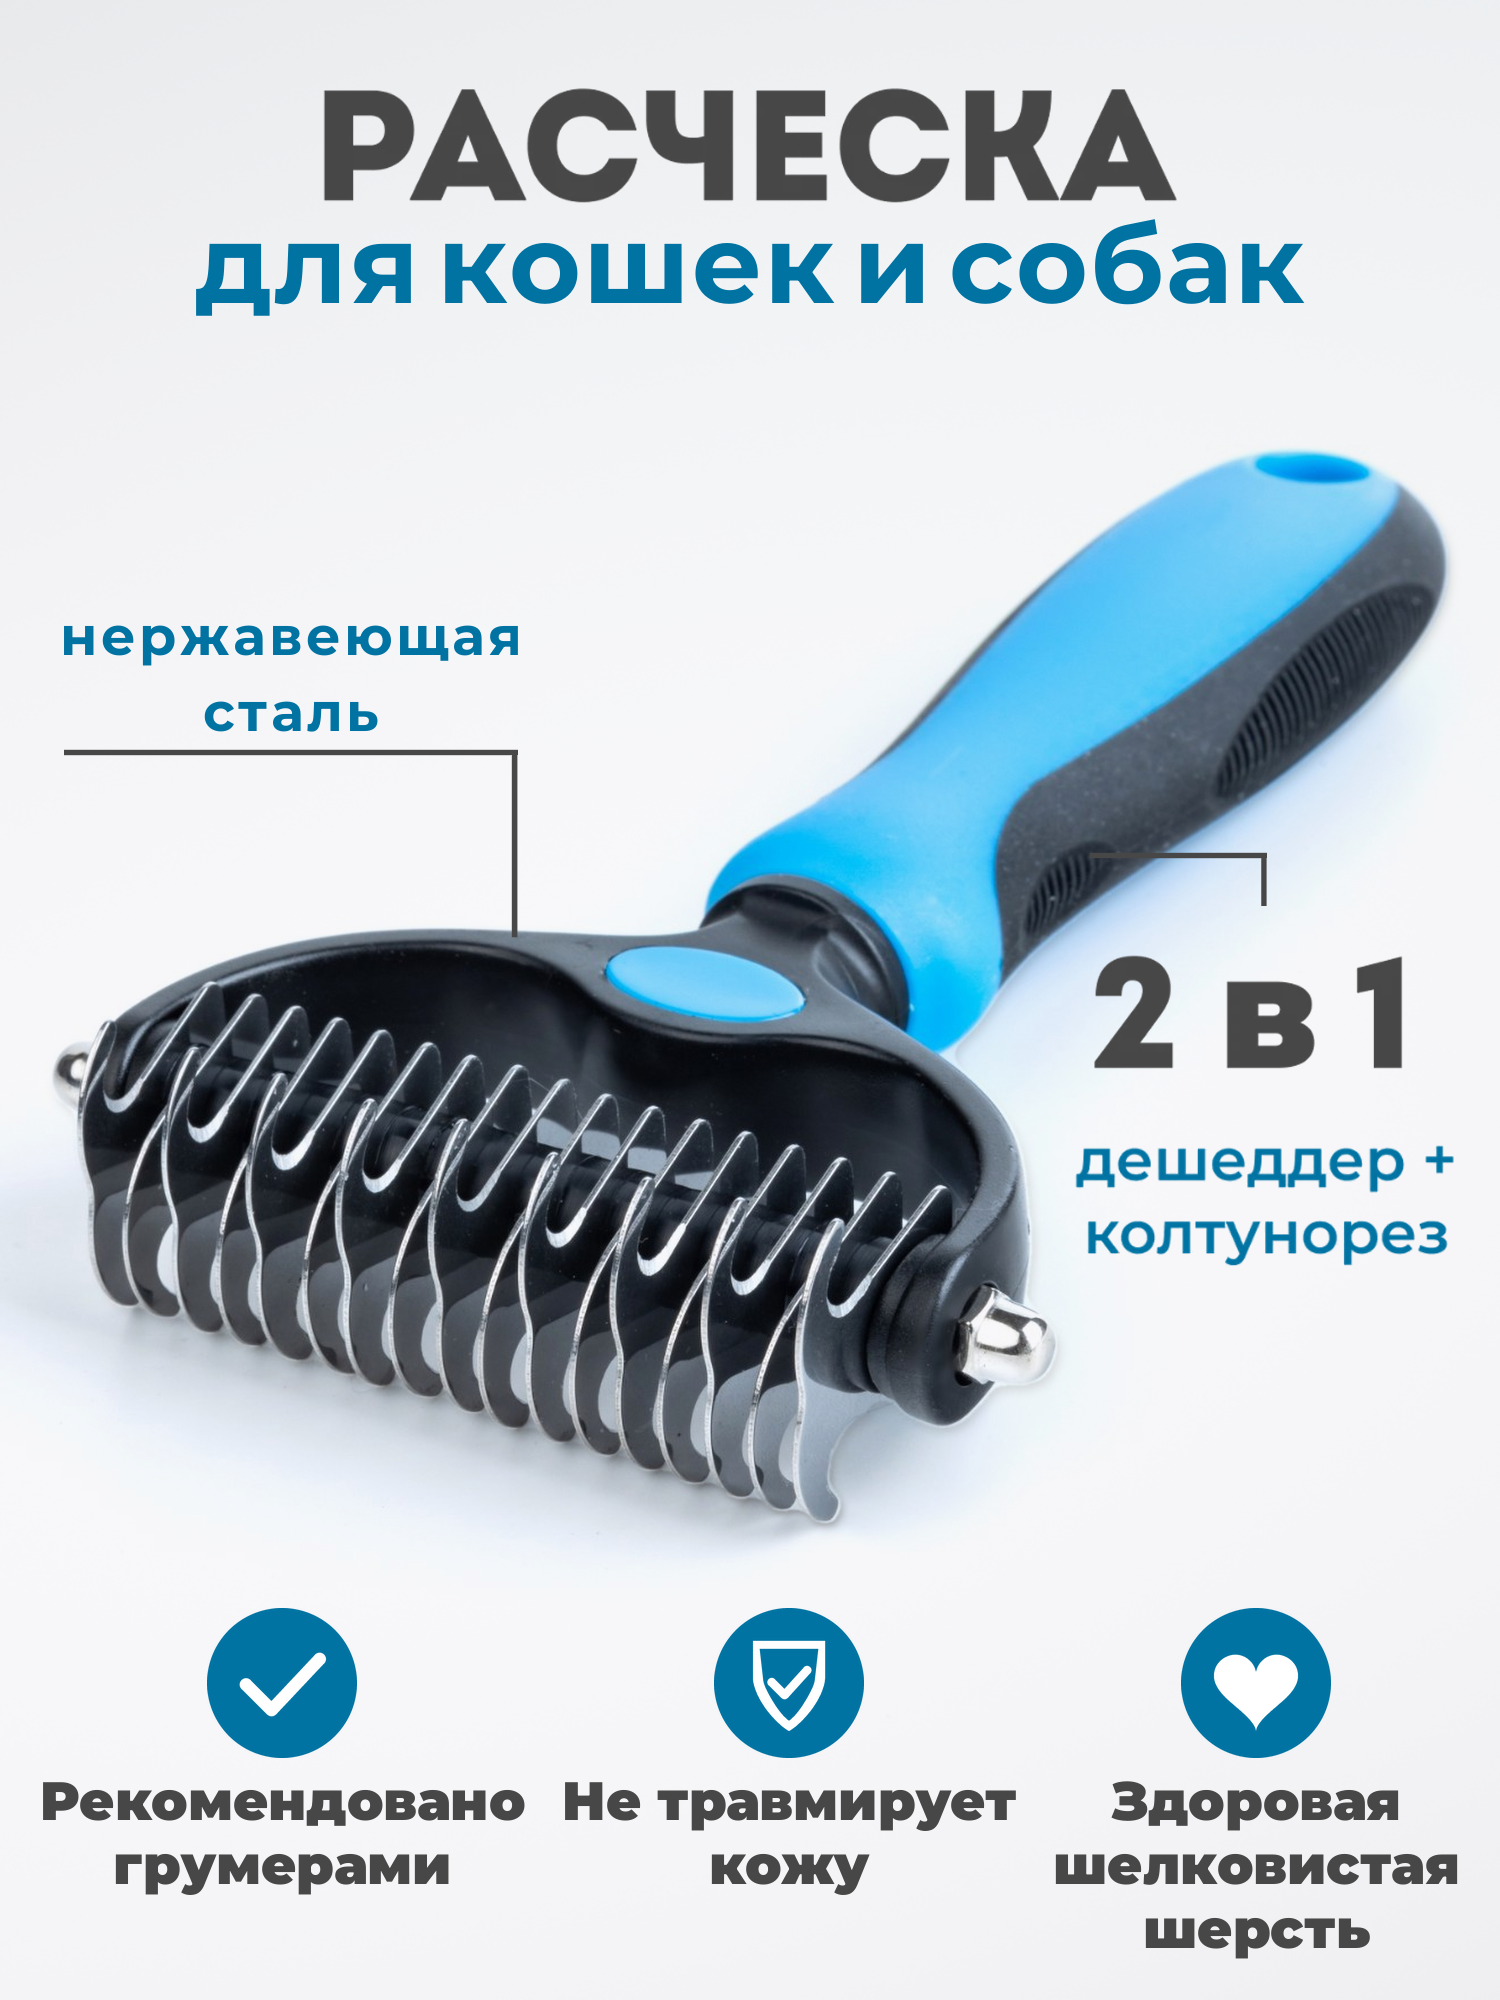 РАСЧЕСКА
для кошек и собак
нержавеющая
сталь
2 в 1
дешеддер +
колтунорез
Рекомендовано
грумерами
Не травмирует
кожу
Здоровая
шелковистая
шерсть